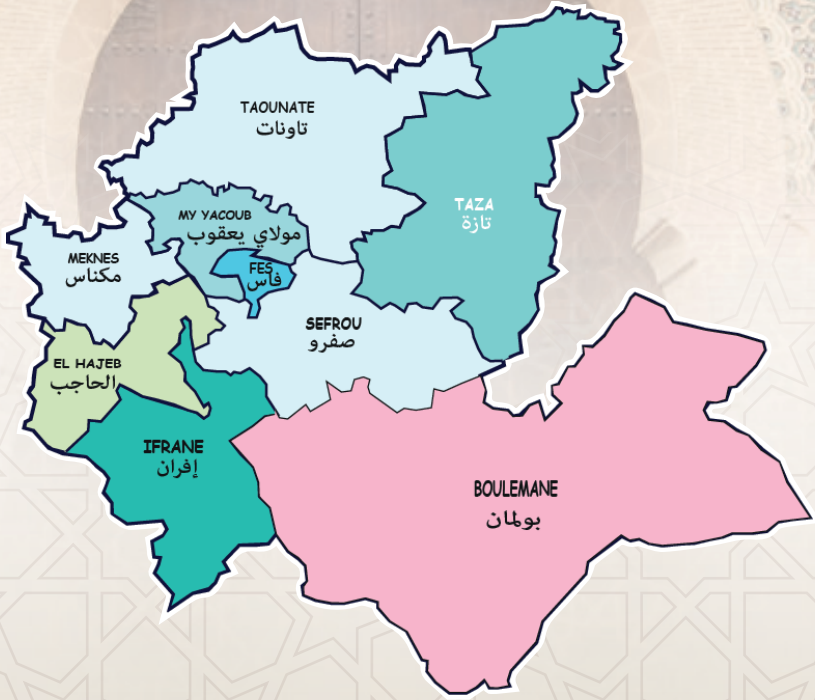 TAOUNATE
تاونات
TAZA
تازة
MY YACOUB
مولاي يعقوب
MEKNES
مكناس
FES
فاس
SEFROU
صفرو
EL HAJEB
الحاجب
IFRANE
إفران
BOULEMANE
بولمان